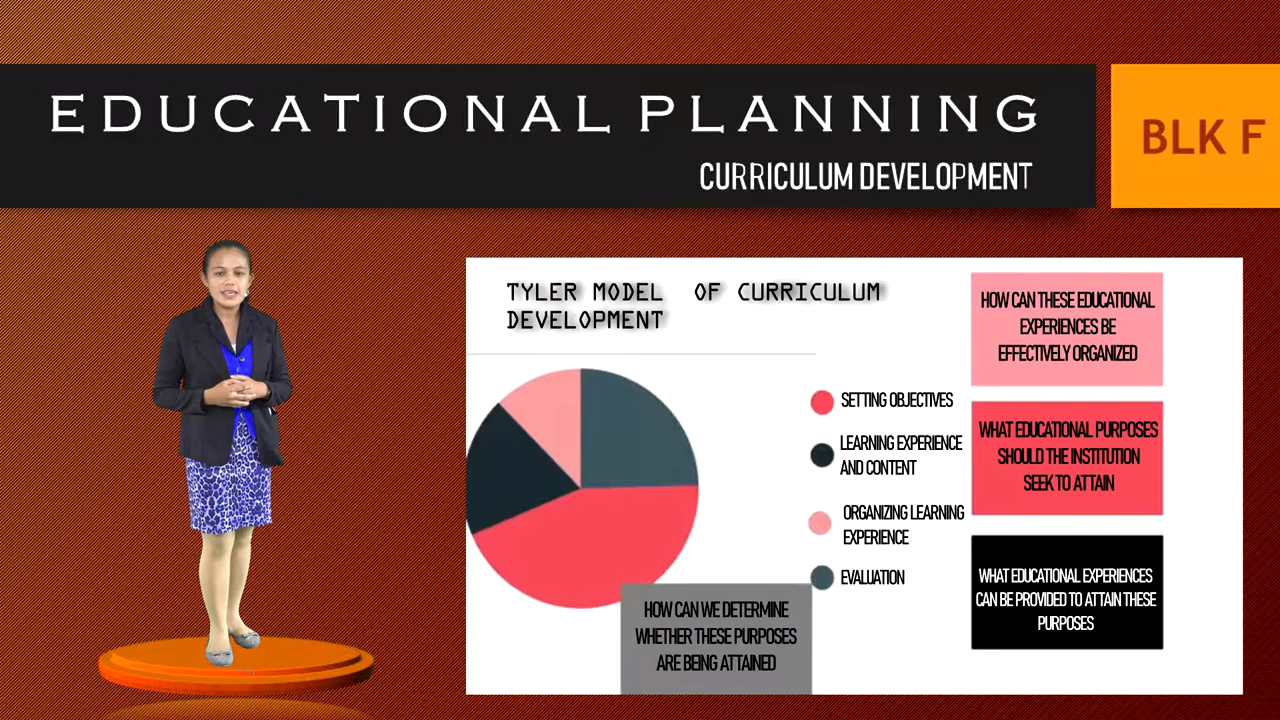 EDUCATIONAL PLANNING
CURRICULUM DEVELOPMENT
BLK F
TYLER MODEL OF CURRICULUM
DEVELOPMENT
SETTING OBJECTIVES
LEARNING EXPERIENCE
AND CONTENT
ORGANIZING LEARNING
EXPERIENCE
EVALUATION
HOW CAN WE DETERMINE
WHETHER THESE PURPOSES
ARE BEING ATTAINED
HOW CAN THESE EDUCATIONAL
EXPERIENCES BE
EFFECTIVELY ORGANIZED
WHAT EDUCATIONAL PURPOSES
SHOULD THE INSTITUTION
SEEK TO ATTAIN
WHAT EDUCATIONAL EXPERIENCES
CAN BE PROVIDED TO ATTAIN THESE
PURPOSES